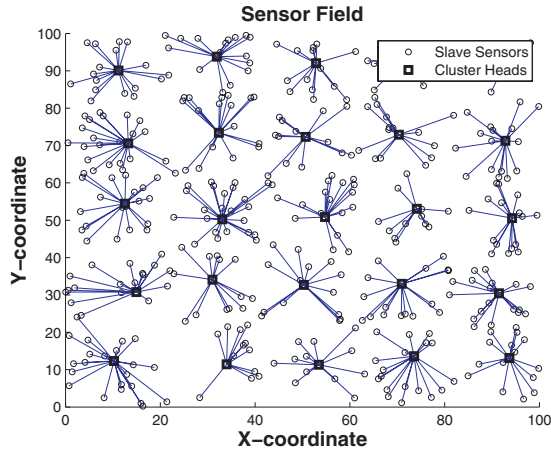 Sensor Field
Slave Sensors
Cluster Heads
100
90
80
70
60
50
40
30
20
10
0
Y-coordinate
0 20 40 60 80 100
X-coordinate